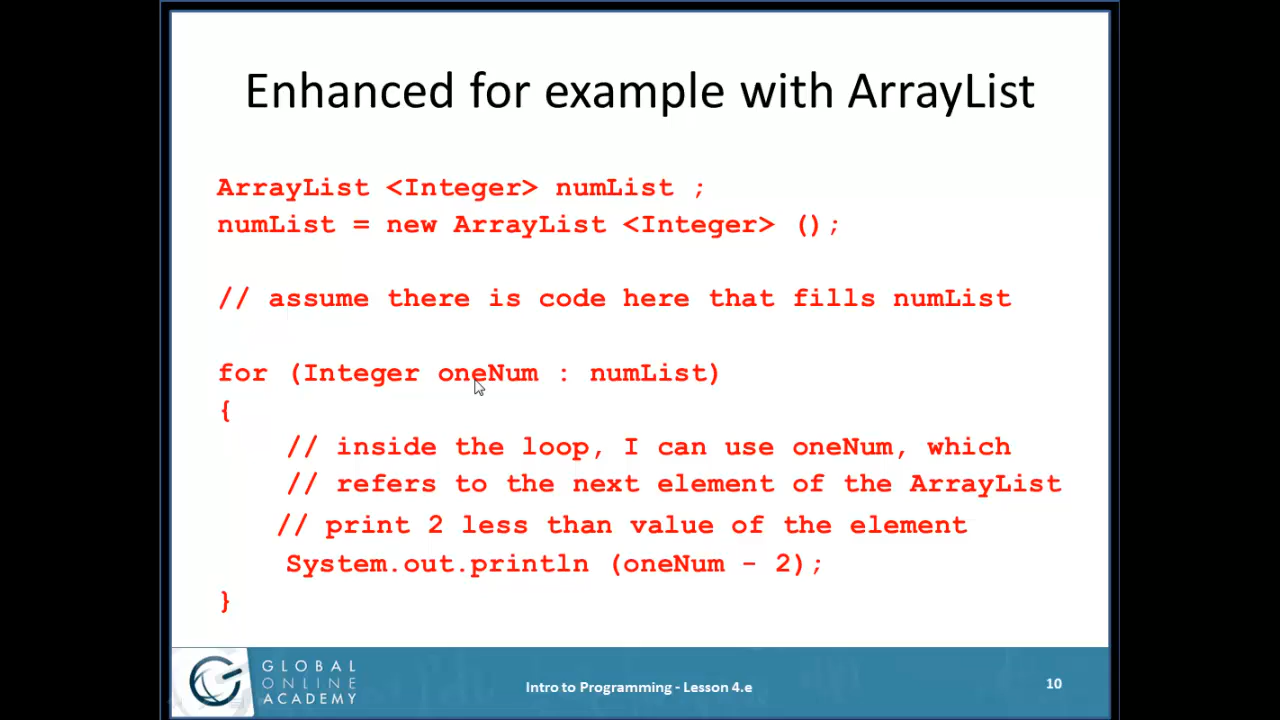 Enhanced for example with ArrayList
ArrayList <Integer> numList ;
numList = new ArrayList <Integer> ();
// assume there is code here that fills numList
for (Integer oneNum : numList)
{
// inside the loop, I can use oneNum, which
// refers to the next element of the ArrayList
// print 2 less than value of the element
System.out.println (oneNum - 2);
}
GLOBAL
ONLINE
ACADEMY
Intro to Programming - Lesson 4.e
10